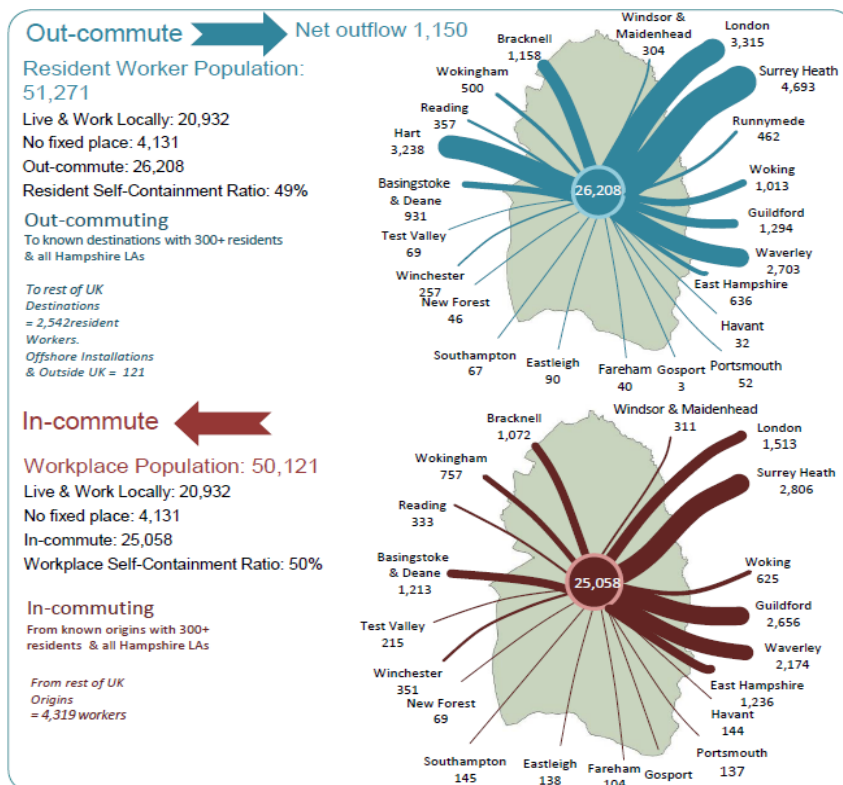 Out-commute
Net outflow 1,150
Resident Worker Population:
51,271
Live & Work Locally: 20,932
No fixed place: 4,131
Out-commute: 26,208
Resident Self-Containment Ratio: 49%
Out-commuting
To known destinations with 300+ residents
& all Hampshire LAs
To rest of UK
Destinations
= 2,542resident
Workers.
Offshore Installations
& Outside UK = 121
Bracknell
1,158
Windsor &
Maidenhead
304
London
3,315
Wokingham
500
Surrey Heath
4,693
Reading
357
Runnymede
462
Hart
3,238
26,208
Woking
1,013
Basingstoke
& Deane
931
Guildford
1,294
Test Valley
69
Waverley
2,703
Winchester
257
East Hampshire
636
New Forest
46
Havant
32
Southampton
67
Eastleigh
90
Fareham
40
Gosport
3
Portsmouth
52
In-commute
Workplace Population: 50,121
Live & Work Locally: 20,932
No fixed place: 4,131
In-commute: 25,058
Workplace Self-Containment Ratio: 50%
In-commuting
From known origins with 300+
residents & all Hampshire LAs
From rest of UK
Origins
= 4,319 workers
Bracknell
1,072
Windsor & Maidenhead
311
London
1,513
Wokingham
757
Surrey Heath
2,806
Reading
333
Basingstoke
& Deane
1,213
25,058
Woking
625
Guildford
2,656
Test Valley
215
Waverley
2,174
Winchester
351
East Hampshire
1,236
New Forest
69
Havant
144
Southampton
145
Eastleigh
138
Fareham
104
Gosport
Portsmouth
137